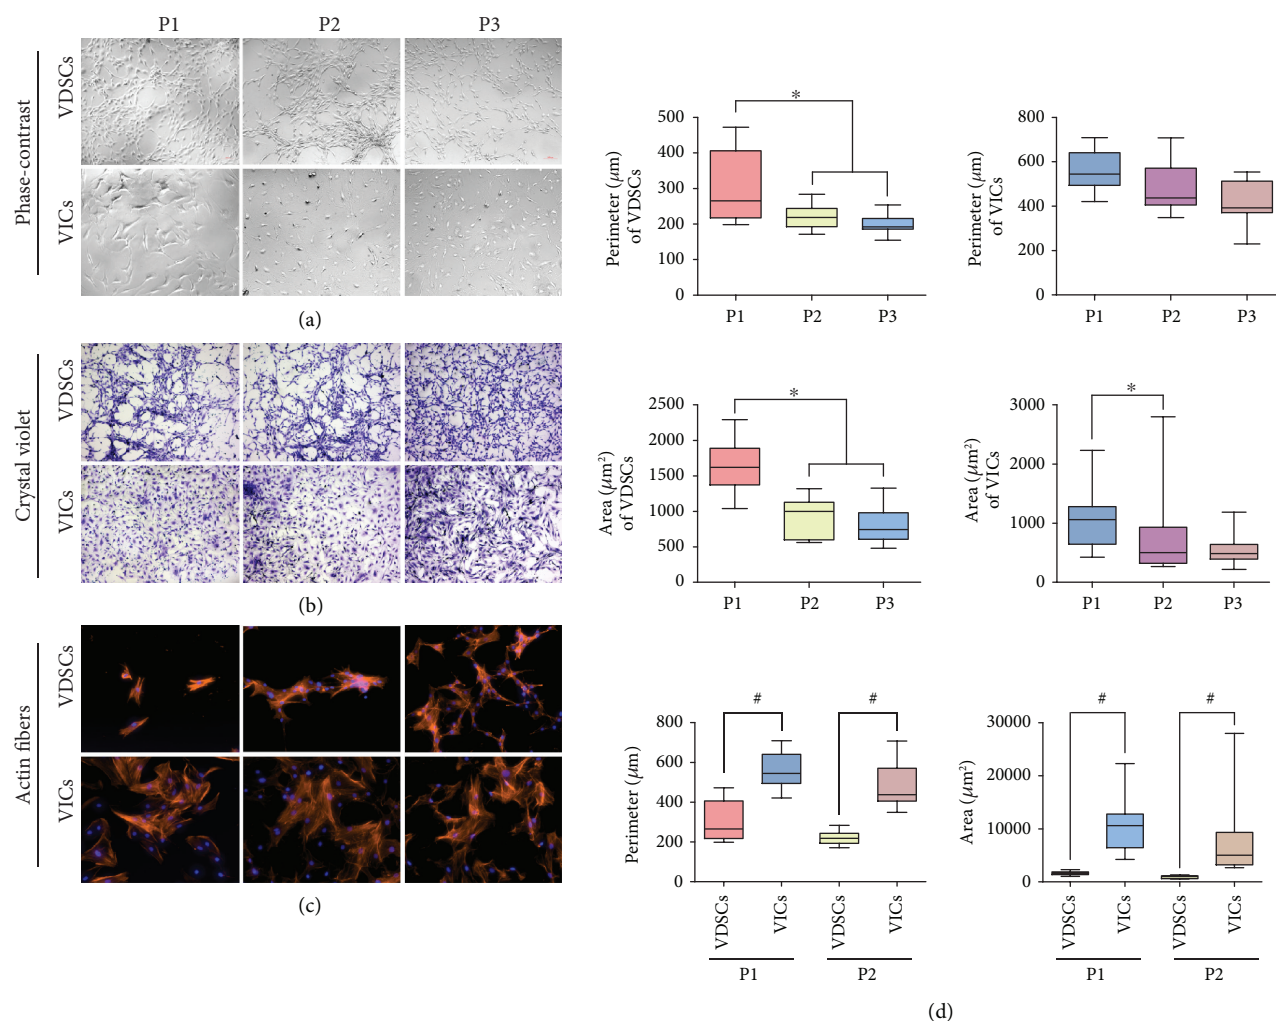 P1 P2 P3
Phase-contrast
VDSCs
VICs
(a)
Crystal violet
VDSCs
VICs
(b)
Actin fibers
VDSCs
VICs
(c)
Perimeter (μm)
of VDSCs
500
400
300
200
100
0
*
P1 P2 P3
Perimeter (μm)
of VICs
800
600
400
200
0
P1 P2 P3
Area (μm²)
of VDSCs
2500
2000
1500
1000
500
0
*
P1 P2 P3
Area (μm²)
of VICs
3000
2000
1000
0
*
P1 P2 P3
Perimeter (μm)
800
600
400
200
0
# #
VDSCs VICs VDSCs VICs
P1 P2
Area (μm²)
30000
20000
10000
0
# #
VDSCs VICs VDSCs VICs
P1 P2
(d)